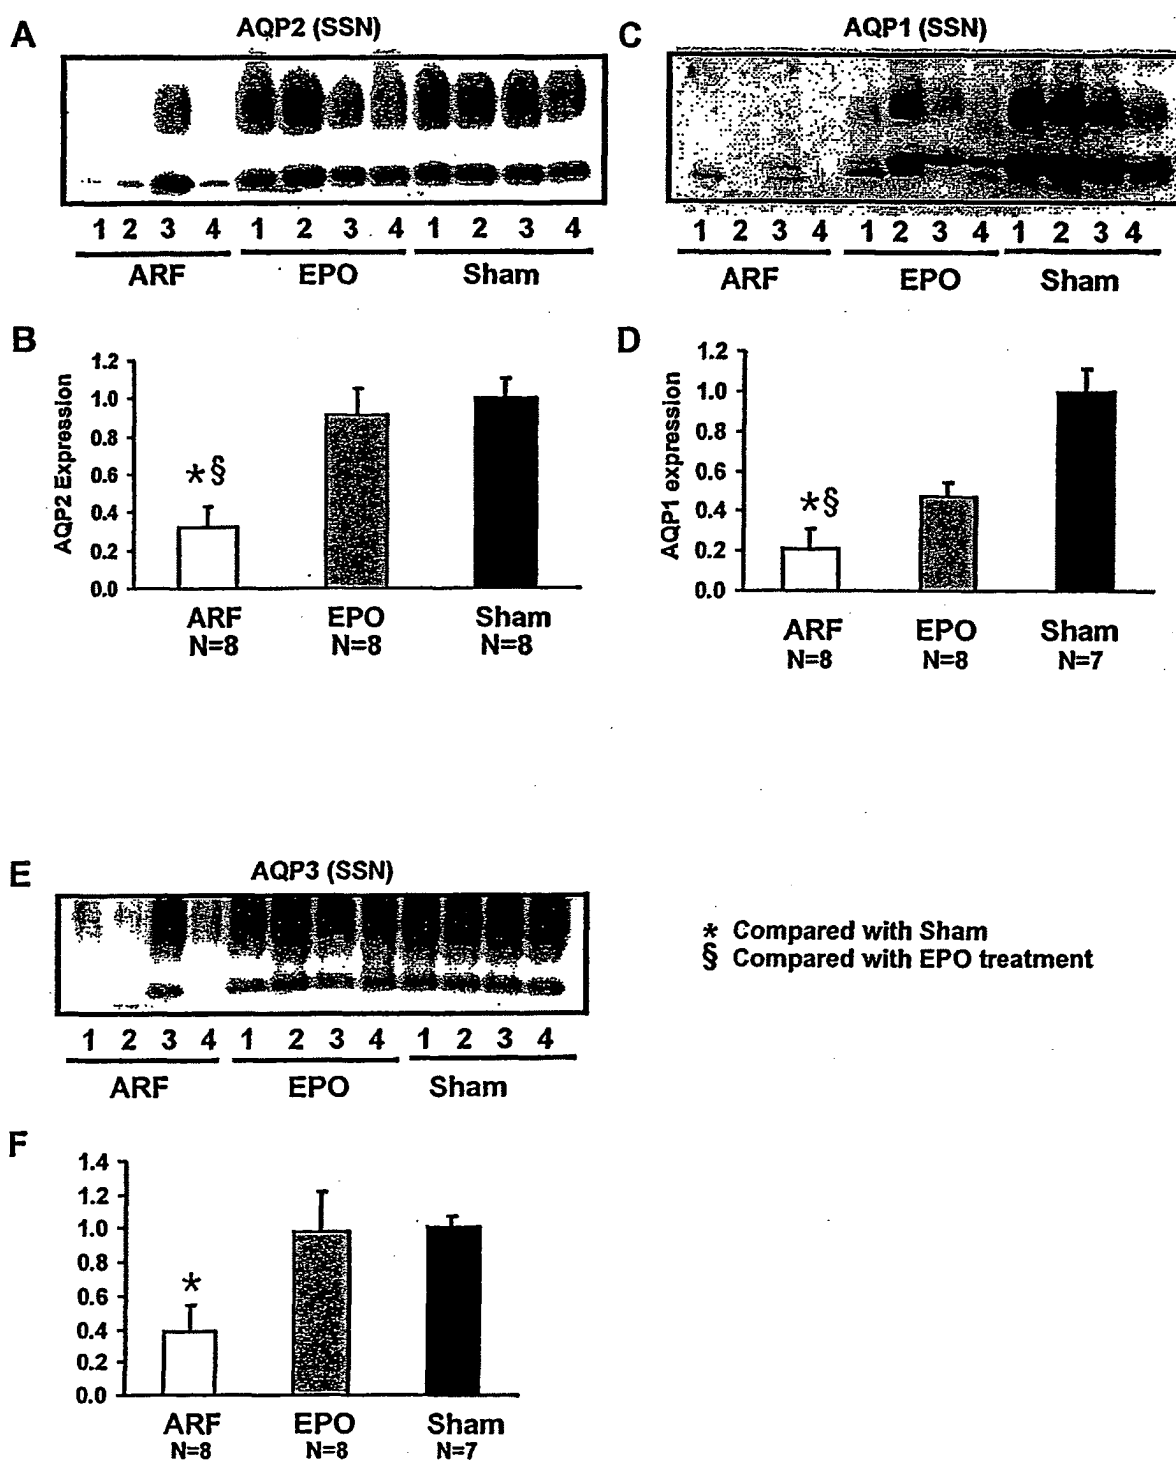 A
AQP2 (SSN)
1 2 3 4 1 2 3 4 1 2 3 4
ARF EPO Sham
C
AQP1 (SSN)
1 2 3 4 1 2 3 4 1 2 3 4
ARF EPO Sham
B
AQP2 Expression
1.2
1.0
0.8
0.6
0.4
0.2
0.0
*§
ARF EPO Sham
N=8 N=8 N=8
D
AQP1 expression
1.2
1.0
0.8
0.6
0.4
0.2
0.0
*§
ARF EPO Sham
N=8 N=8 N=7
E
AQP3 (SSN)
1 2 3 4 1 2 3 4 1 2 3 4
ARF EPO Sham
* Compared with Sham
§ Compared with EPO treatment
F
1.4
1.2
1.0
0.8
0.6
0.4
0.2
0.0
*
ARF EPO Sham
N=8 N=8 N=7